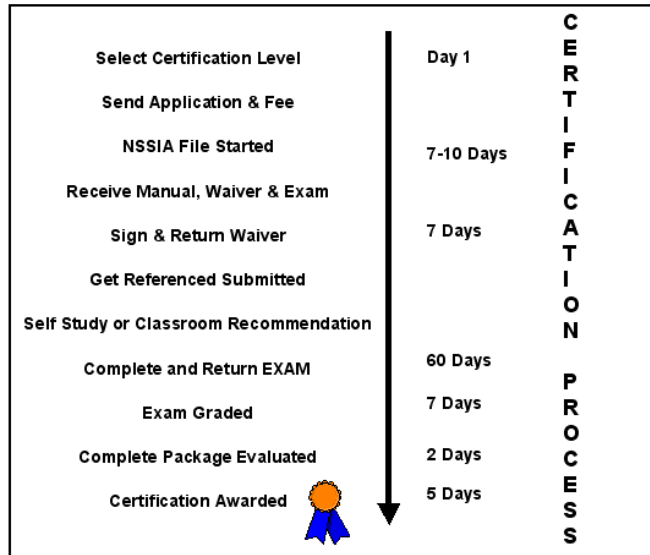 Select Certification Level
Day 1
Send Application & Fee
NSSIA File Started
7-10 Days
Receive Manual, Waiver & Exam
Sign & Return Waiver
7 Days
Get Referenced Submitted
Self Study or Classroom Recommendation
Complete and Return EXAM
60 Days
Exam Graded
7 Days
Complete Package Evaluated
2 Days
Certification Awarded
5 Days
CERTIFICATION PROCESS